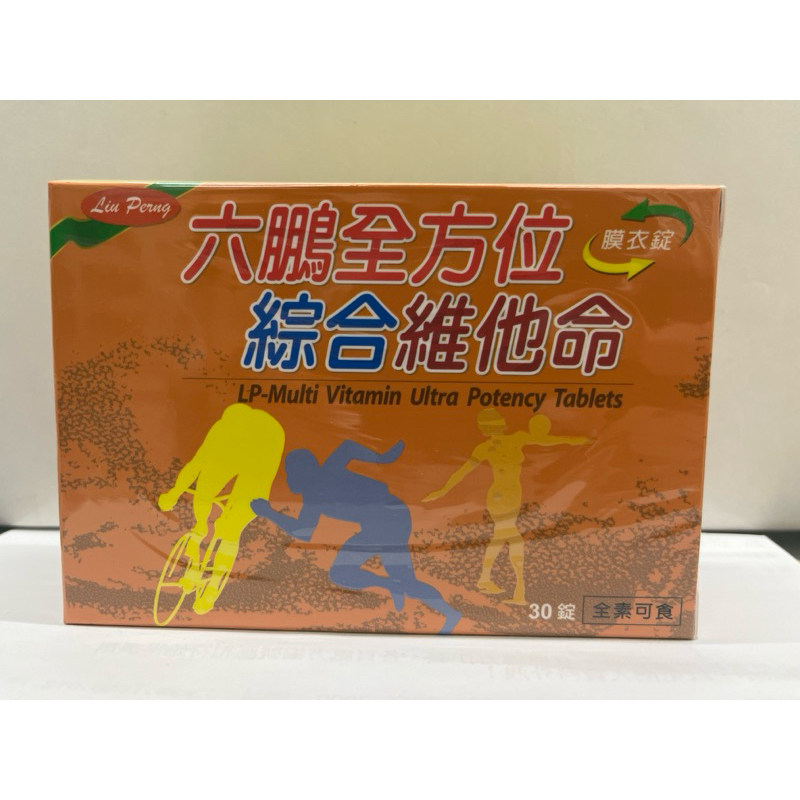 Liu Perng
六鵬全方位
膜衣錠
綜合維他命
LP-Multi Vitamin Ultra Potency Tablets
30錠 全素可食